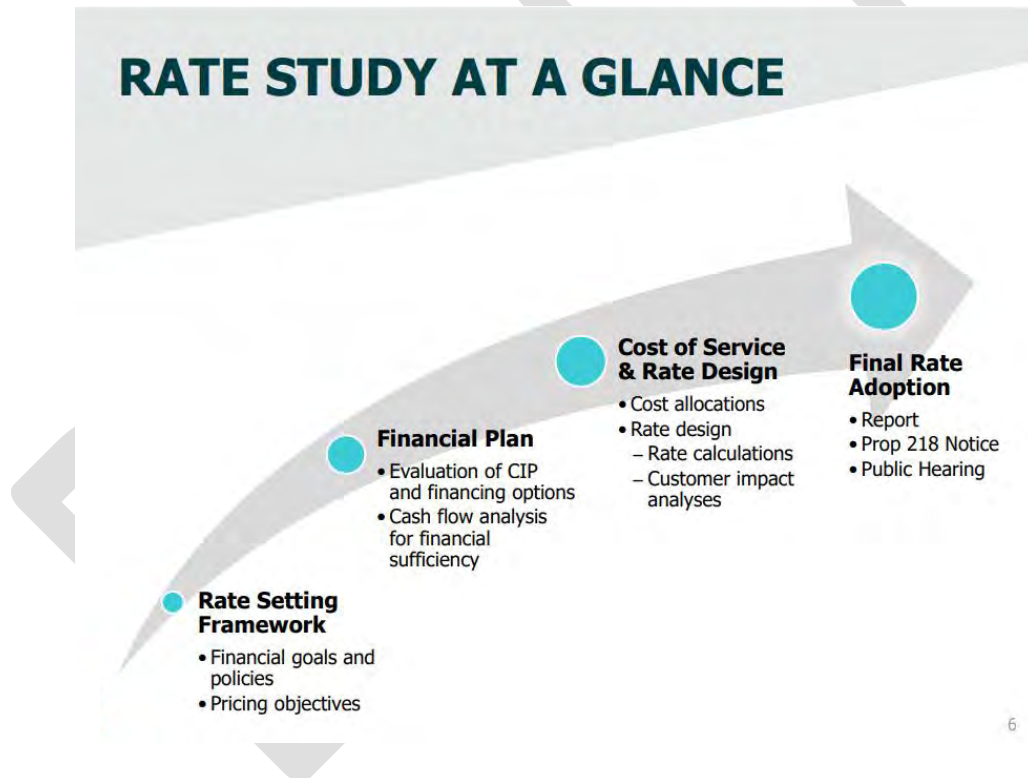 RATE STUDY AT A GLANCE
Rate Setting
Framework
• Financial goals and
policies
• Pricing objectives
Financial Plan
• Evaluation of CIP
and financing options
• Cash flow analysis
for financial
sufficiency
Cost of Service
& Rate Design
• Cost allocations
• Rate design
– Rate calculations
– Customer impact
analyses
Final Rate
Adoption
• Report
• Prop 218 Notice
• Public Hearing
6